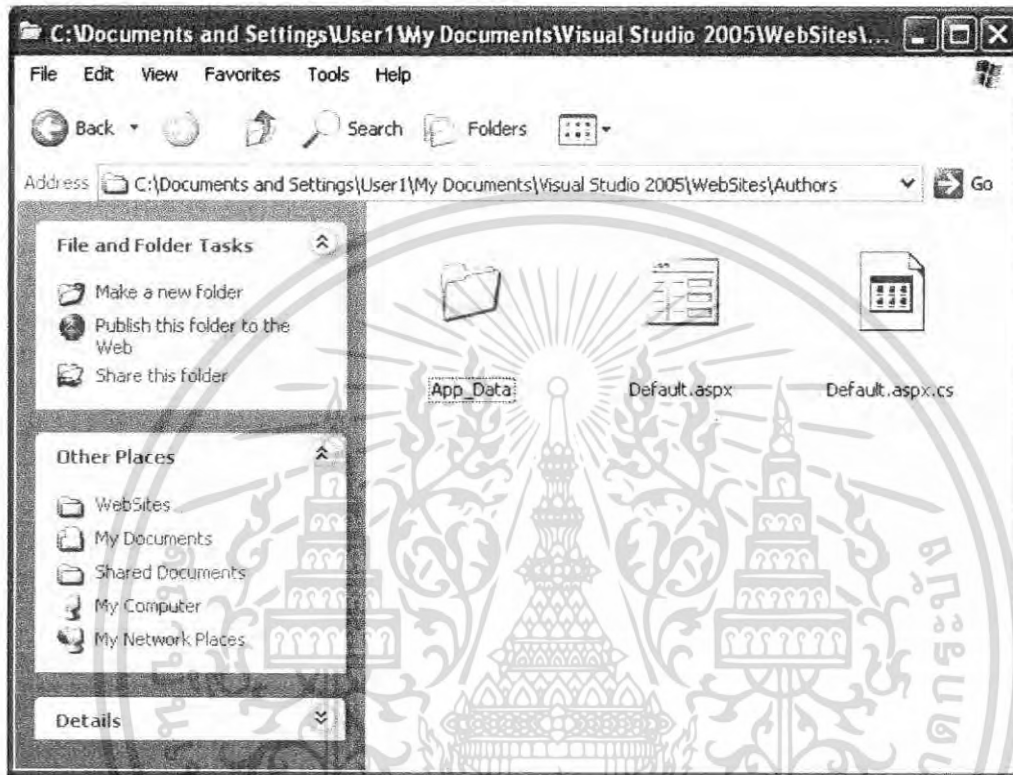 C:\Documents and Settings\User1\My Documents\Visual Studio 2005\WebSites\...
File Edit View Favorites Tools Help
Back Search Folders
Address C:\Documents and Settings\User1\My Documents\Visual Studio 2005\WebSites\Authors Go
File and Folder Tasks
Make a new folder
Publish this folder to the
Web
Share this folder
App_Data Default.aspx Default.aspx.cs
Other Places
WebSites
My Documents
Shared Documents
My Computer
My Network Places
Details